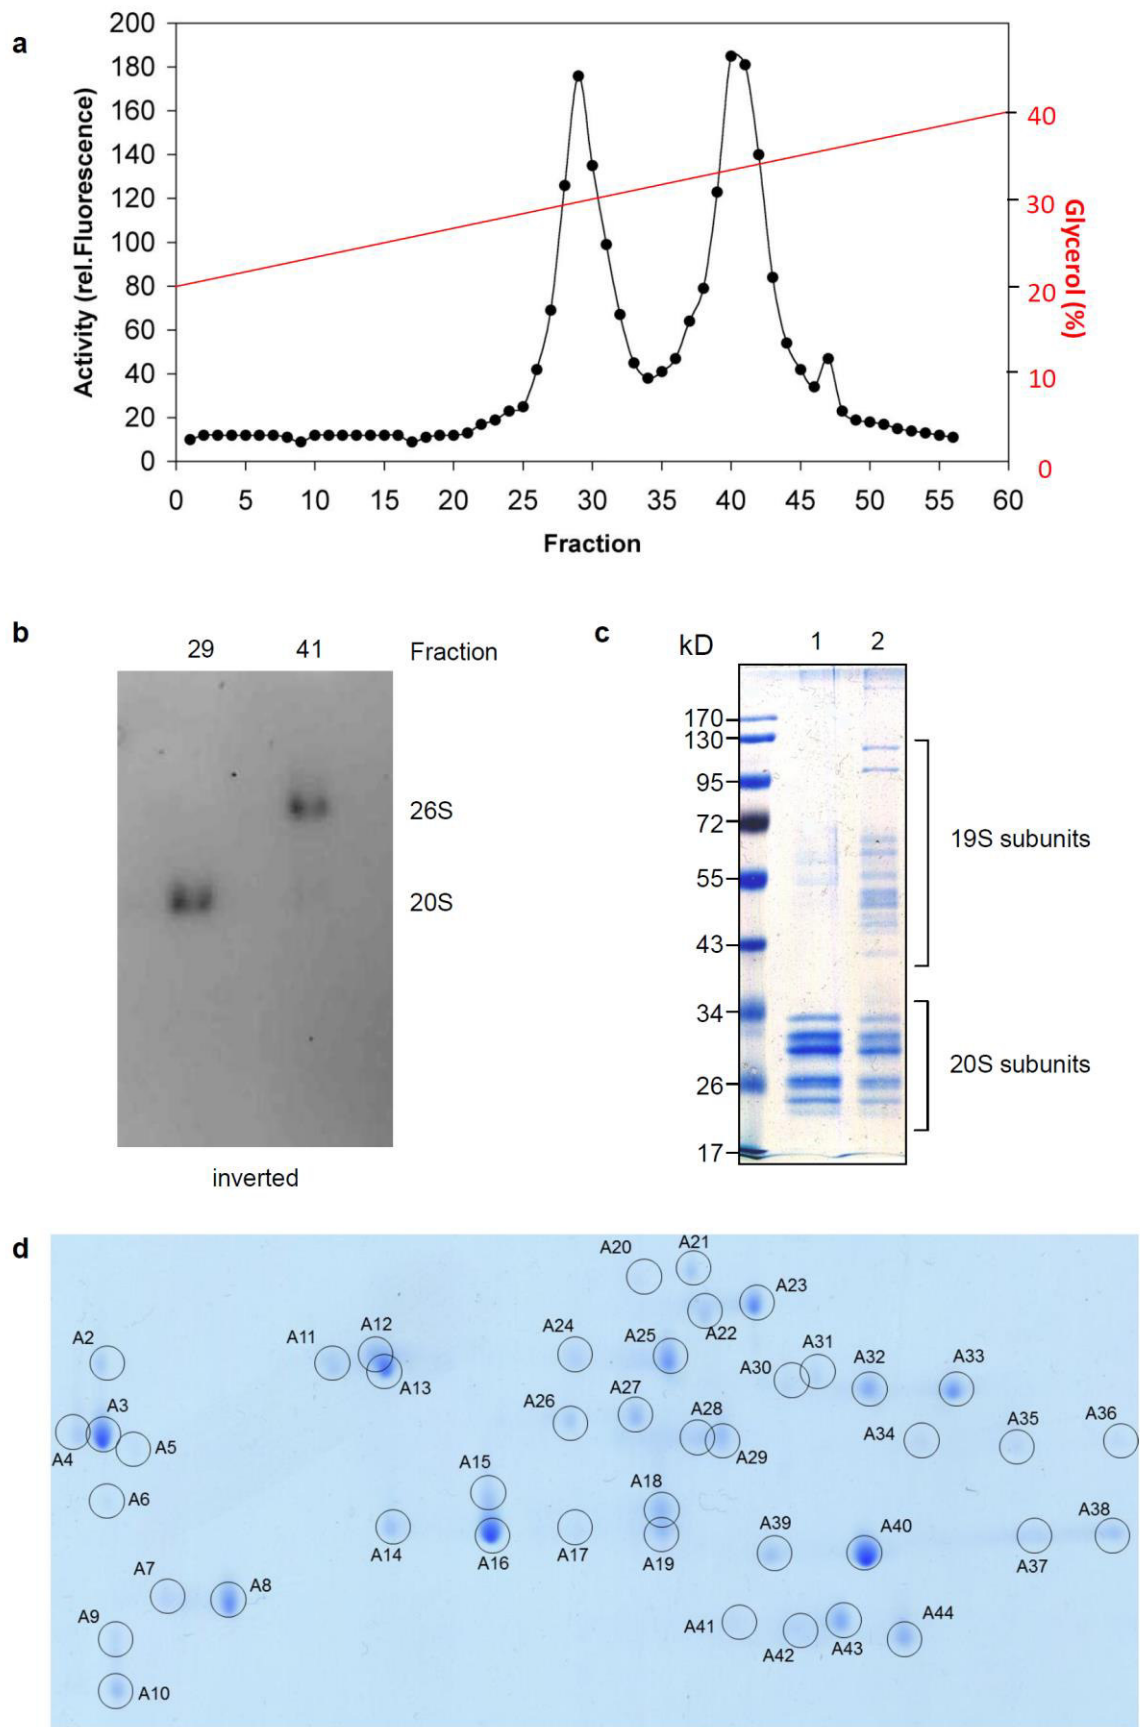 a
200
180
160
140
120
100
80
60
40
20
0
Activity (rel.Fluorescence)
0 5 10 15 20 25 30 35 40 45 50 55 60
Fraction
40
30
20
10
0
Glycerol (%)
b
29 41 Fraction
26S
20S
inverted
c
kD 1 2
170
130
95
72
55
43
34
26
17
19S subunits
20S subunits
d
A20 A21
A23
A2 A11 A12 A24 A25 A22
A13 A30 A31 A32 A33
A3 A26 A27 A28 A34 A35 A36
A4 A5 A29
A15 A18
A6
A14 A16 A17 A19 A39 A40 A37 A38
A7 A8
A9 A41 A42 A43 A44
A10